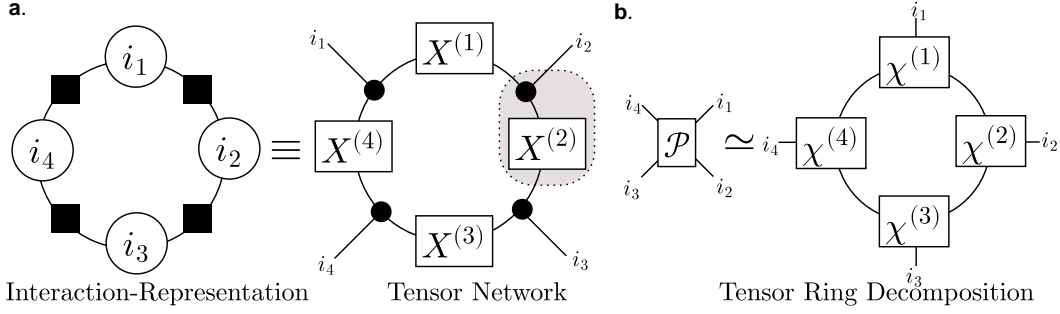 a.
i₁
i₂
i₃
i₄
Interaction-Representation
≡
i₁
i₂
X⁽¹⁾
X⁽⁴⁾
X⁽²⁾
X⁽³⁾
i₄
i₃
Tensor Network
b.
i₄ i₁
𝒫
i₃ i₂
≃
i₁
χ⁽¹⁾
i₄ χ⁽⁴⁾
χ⁽²⁾ i₂
χ⁽³⁾
i₃
Tensor Ring Decomposition